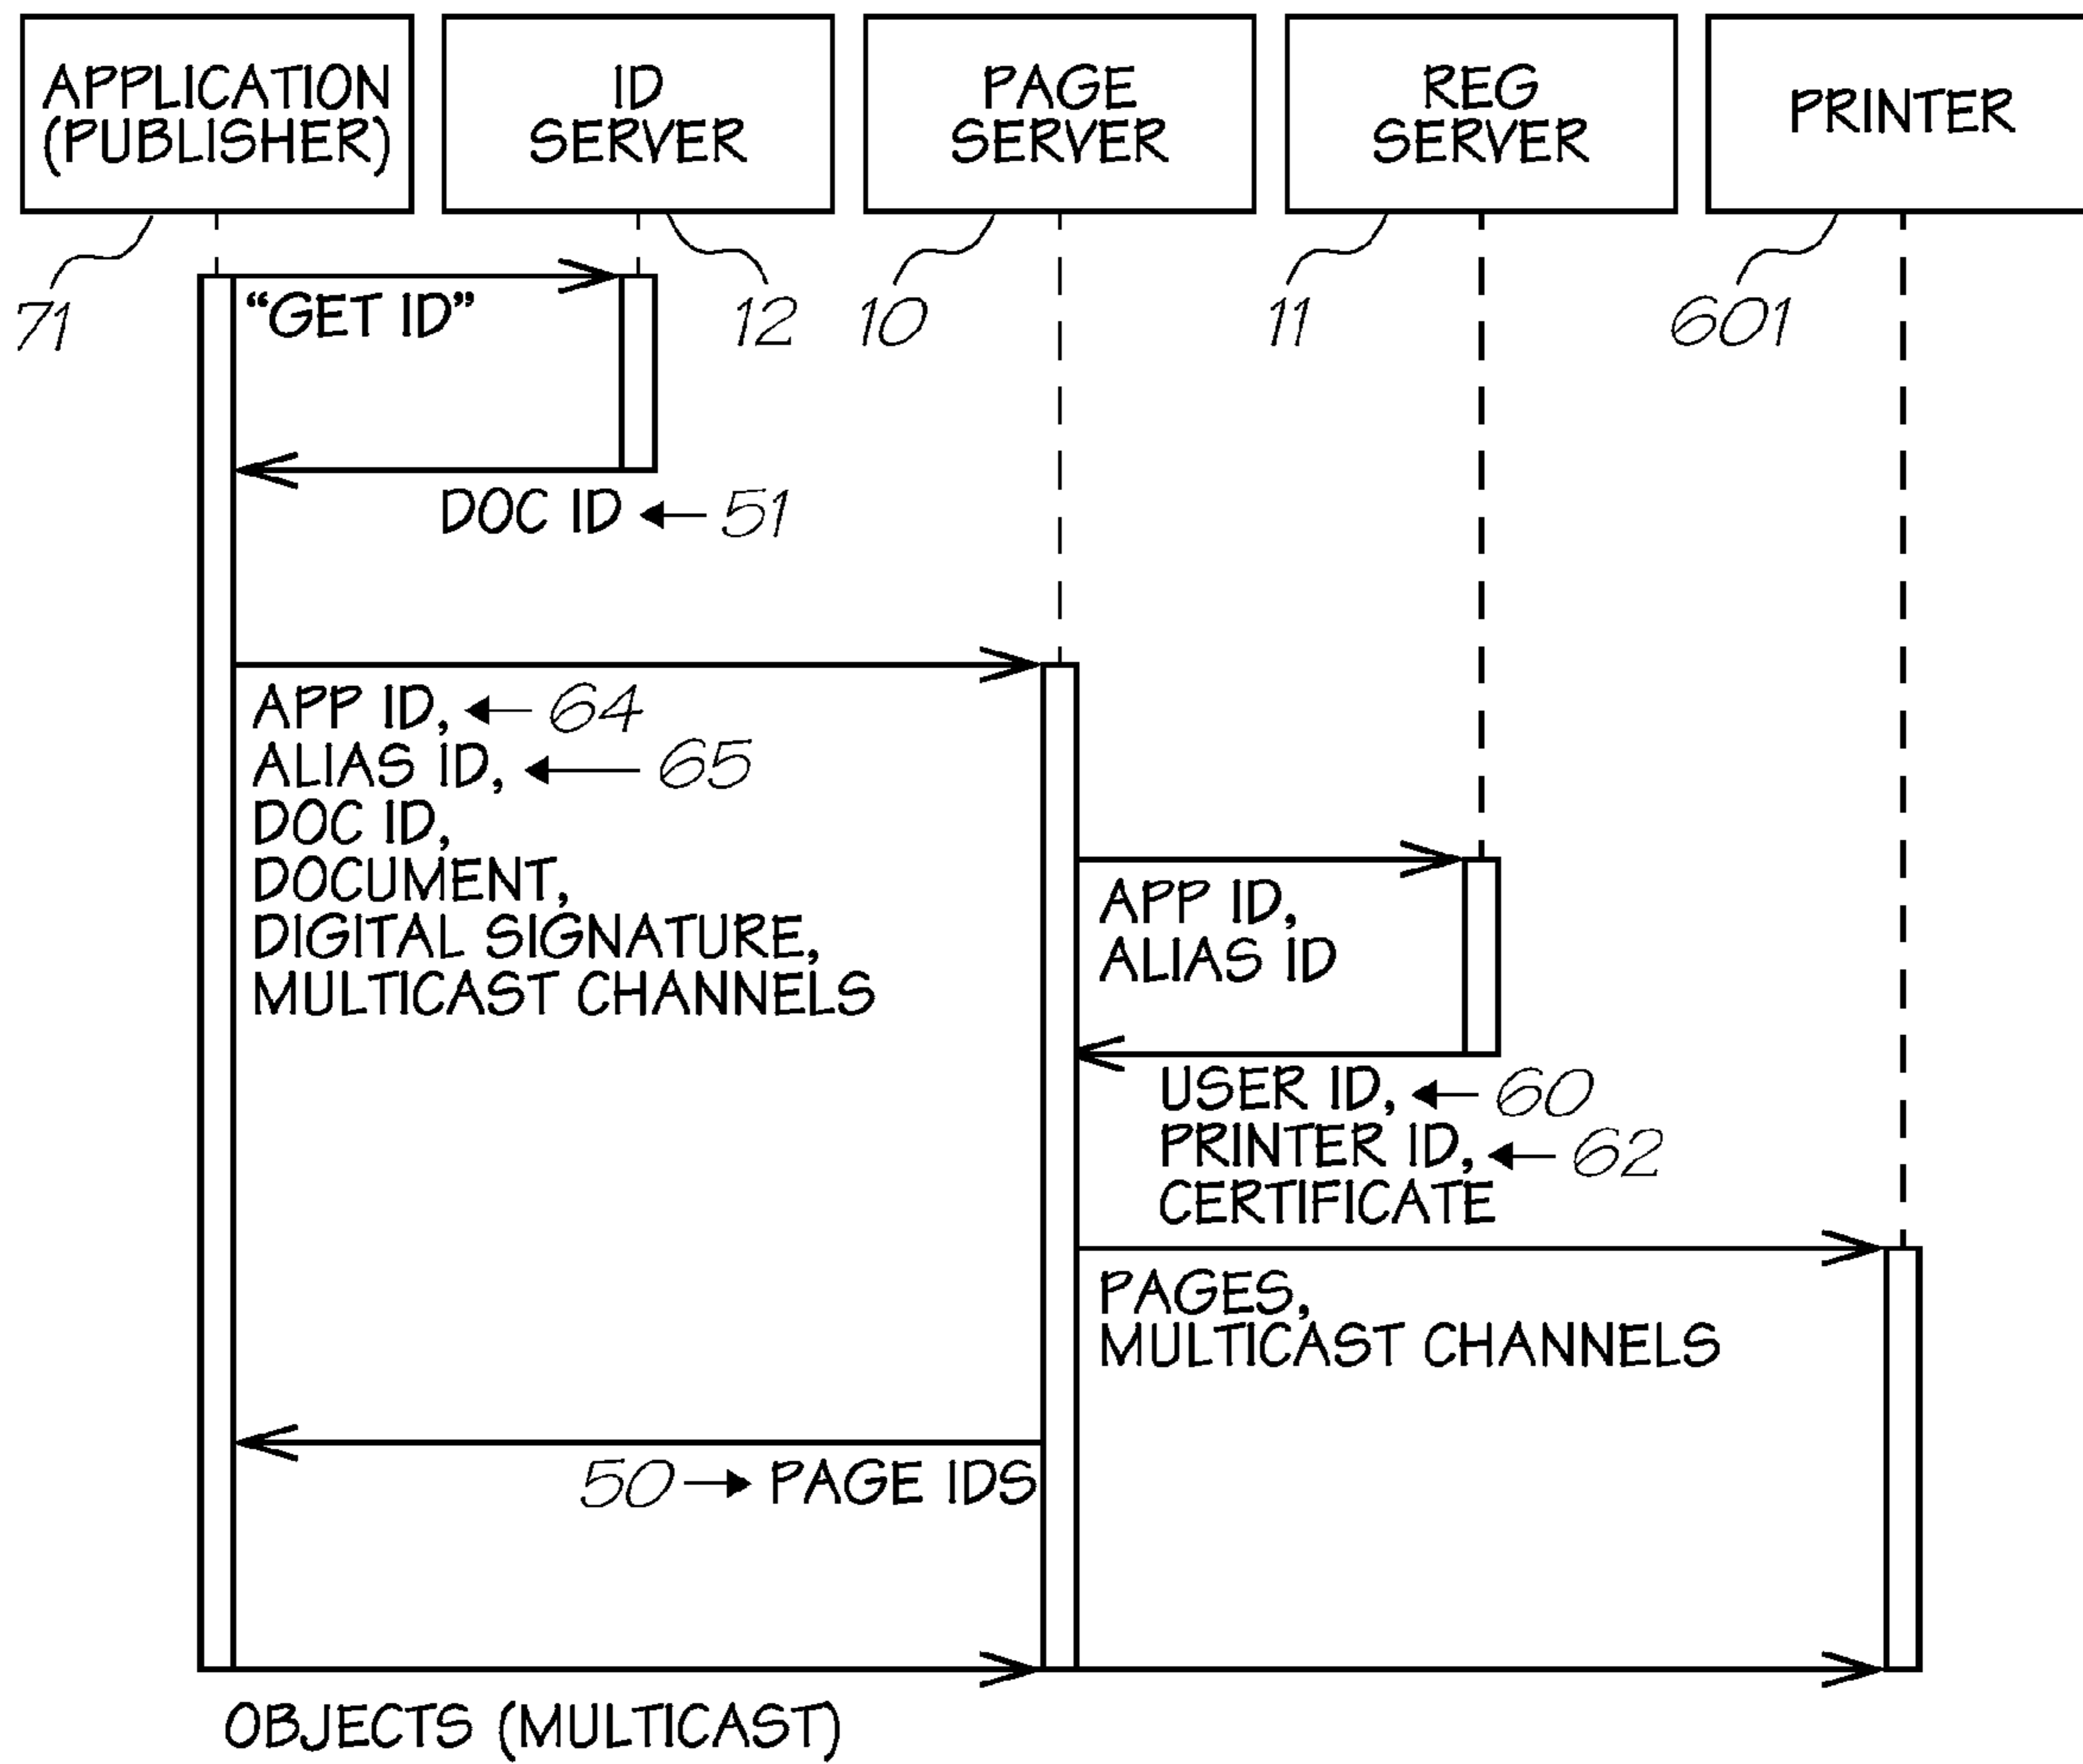 APPLICATION
(PUBLISHER)
ID
SERVER
PAGE
SERVER
REG
SERVER
PRINTER
71
12
10
11
601
"GET ID"
DOC ID 51
APP ID, 64
ALIAS ID, 65
DOC ID,
DOCUMENT,
DIGITAL SIGNATURE,
MULTICAST CHANNELS
APP ID,
ALIAS ID
USER ID, 60
PRINTER ID, 62
CERTIFICATE
PAGES,
MULTICAST CHANNELS
50 PAGE IDS
OBJECTS (MULTICAST)